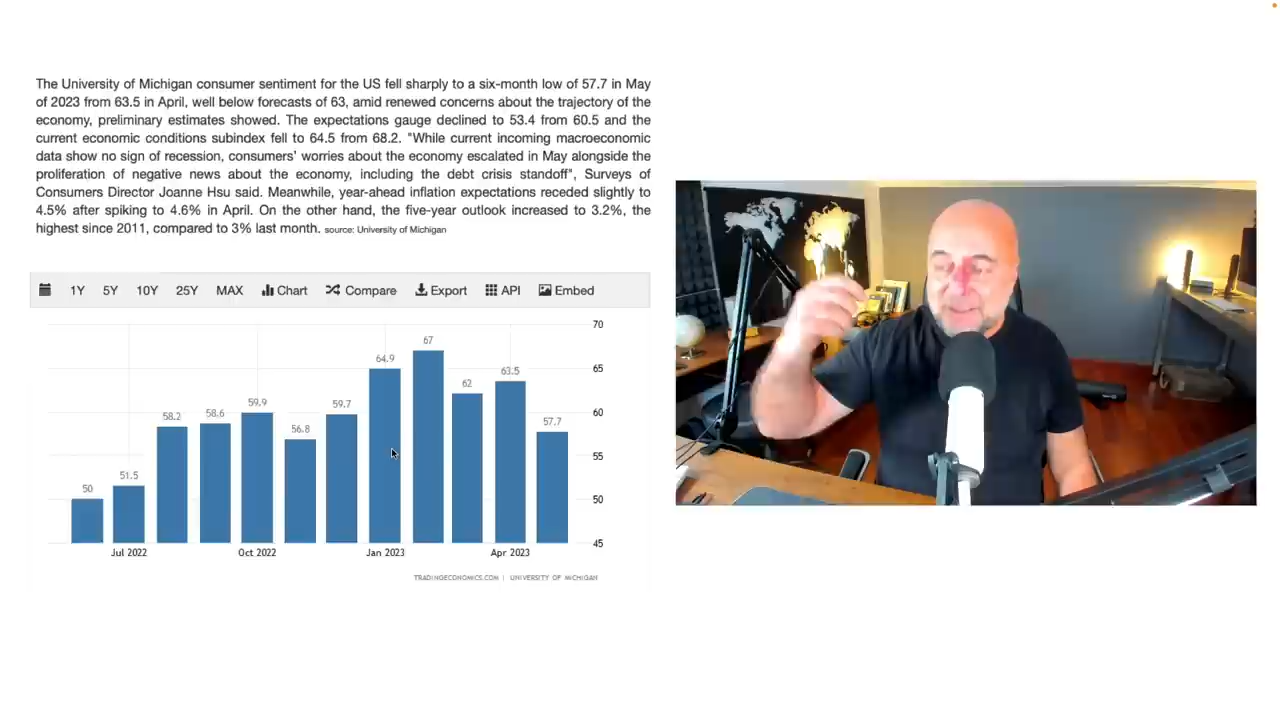 The University of Michigan consumer sentiment for the US fell sharply to a six-month low of 57.7 in May
of 2023 from 63.5 in April, well below forecasts of 63, amid renewed concerns about the trajectory of the
economy, preliminary estimates showed. The expectations gauge declined to 53.4 from 60.5 and the
current economic conditions subindex fell to 64.5 from 68.2. "While current incoming macroeconomic
data show no sign of recession, consumers' worries about the economy escalated in May alongside the
proliferation of negative news about the economy, including the debt crisis standoff", Surveys of
Consumers Director Joanne Hsu said. Meanwhile, year-ahead inflation expectations receded slightly to
4.5% after spiking to 4.6% in April. On the other hand, the five-year outlook increased to 3.2%, the
highest since 2011, compared to 3% last month. source: University of Michigan
1Y 5Y 10Y 25Y MAX Chart Compare Export API Embed
70
67
64.9
65
63.5
62
60
59.9
59.7
58.6
58.2
57.7
56.8
55
51.5
50
50
45
Jul 2022 Oct 2022 Jan 2023 Apr 2023
TRADINGECONOMICS.COM | UNIVERSITY OF MICHIGAN